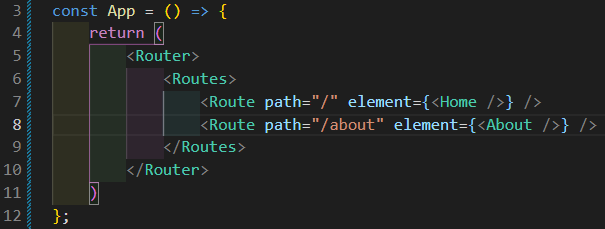 3 const App = () => {
4 return (
5 <Router>
6 <Routes>
7 <Route path="/" element={<Home />} />
8 <Route path="/about" element={<About />} />
9 </Routes>
10 </Router>
11 )
12 };